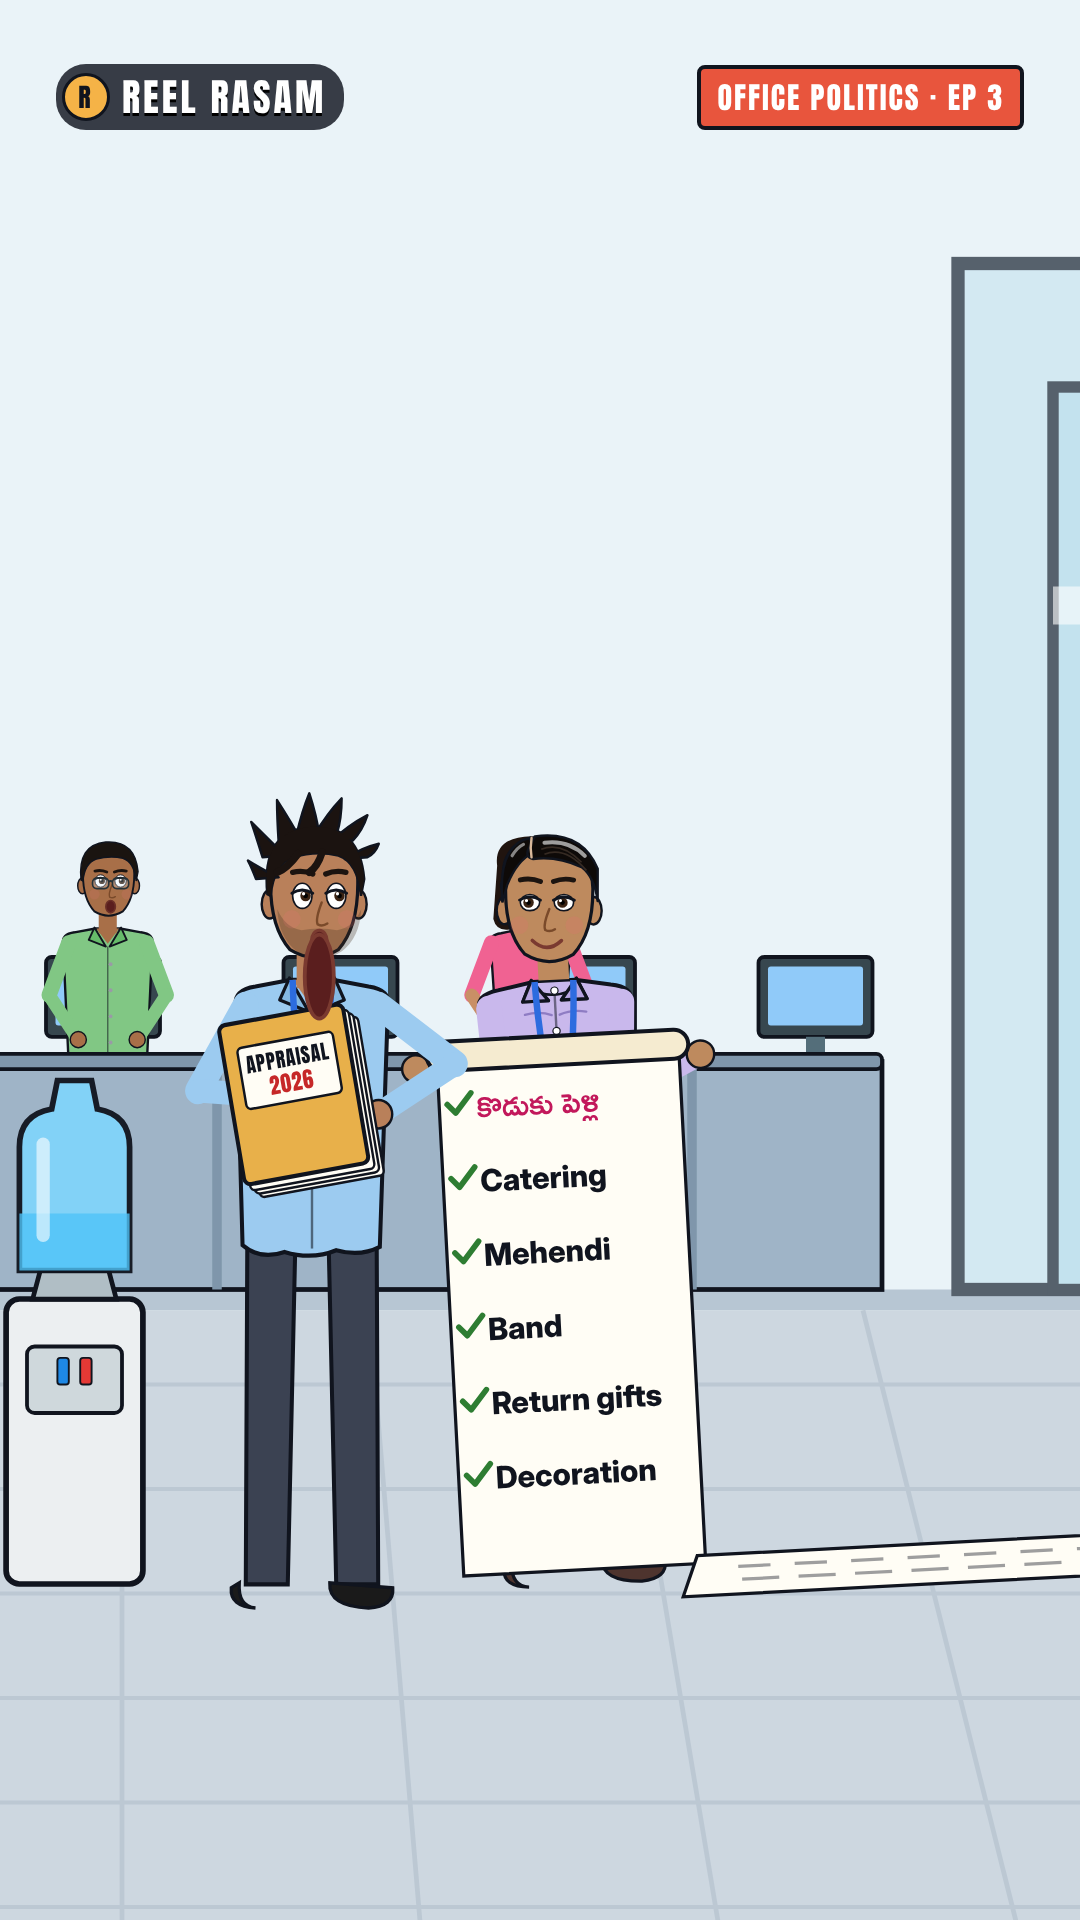 R REEL RASAM
OFFICE POLITICS · EP 3
APPRAISAL
2026
కొడుకు పెళ్లి
Catering
Mehendi
Band
Return gifts
Decoration